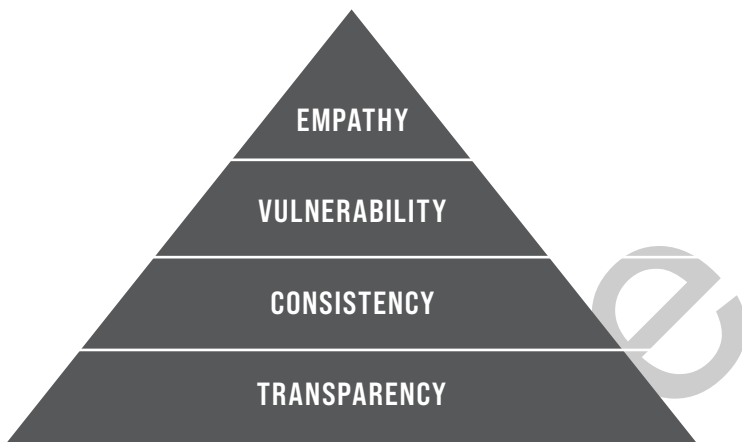 EMPATHY
VULNERABILITY
CONSISTENCY
TRANSPARENCY
e